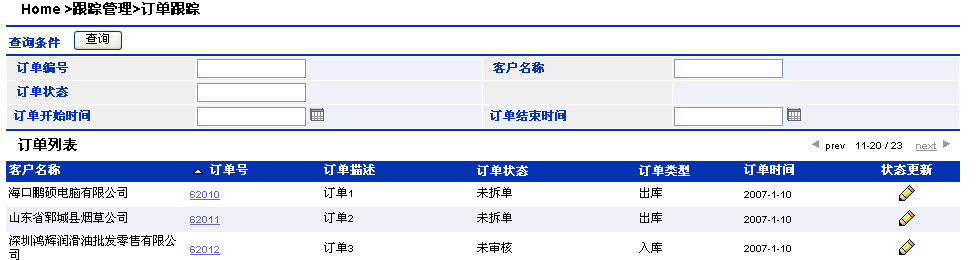 Home >跟踪管理>订单跟踪
查询条件 查询
订单编号 客户名称
订单状态
订单开始时间 订单结束时间
订单列表 prev 11-20 / 23 next
客户名称 订单号 订单描述 订单状态 订单类型 订单时间 状态更新
海口鹏硕电脑有限公司 62010 订单1 未拆单 出库 2007-1-10
山东省郓城县烟草公司 62011 订单2 未拆单 出库 2007-1-10
深圳鸿辉润滑油批发零售有限公
司 62012 订单3 未审核 入库 2007-1-10